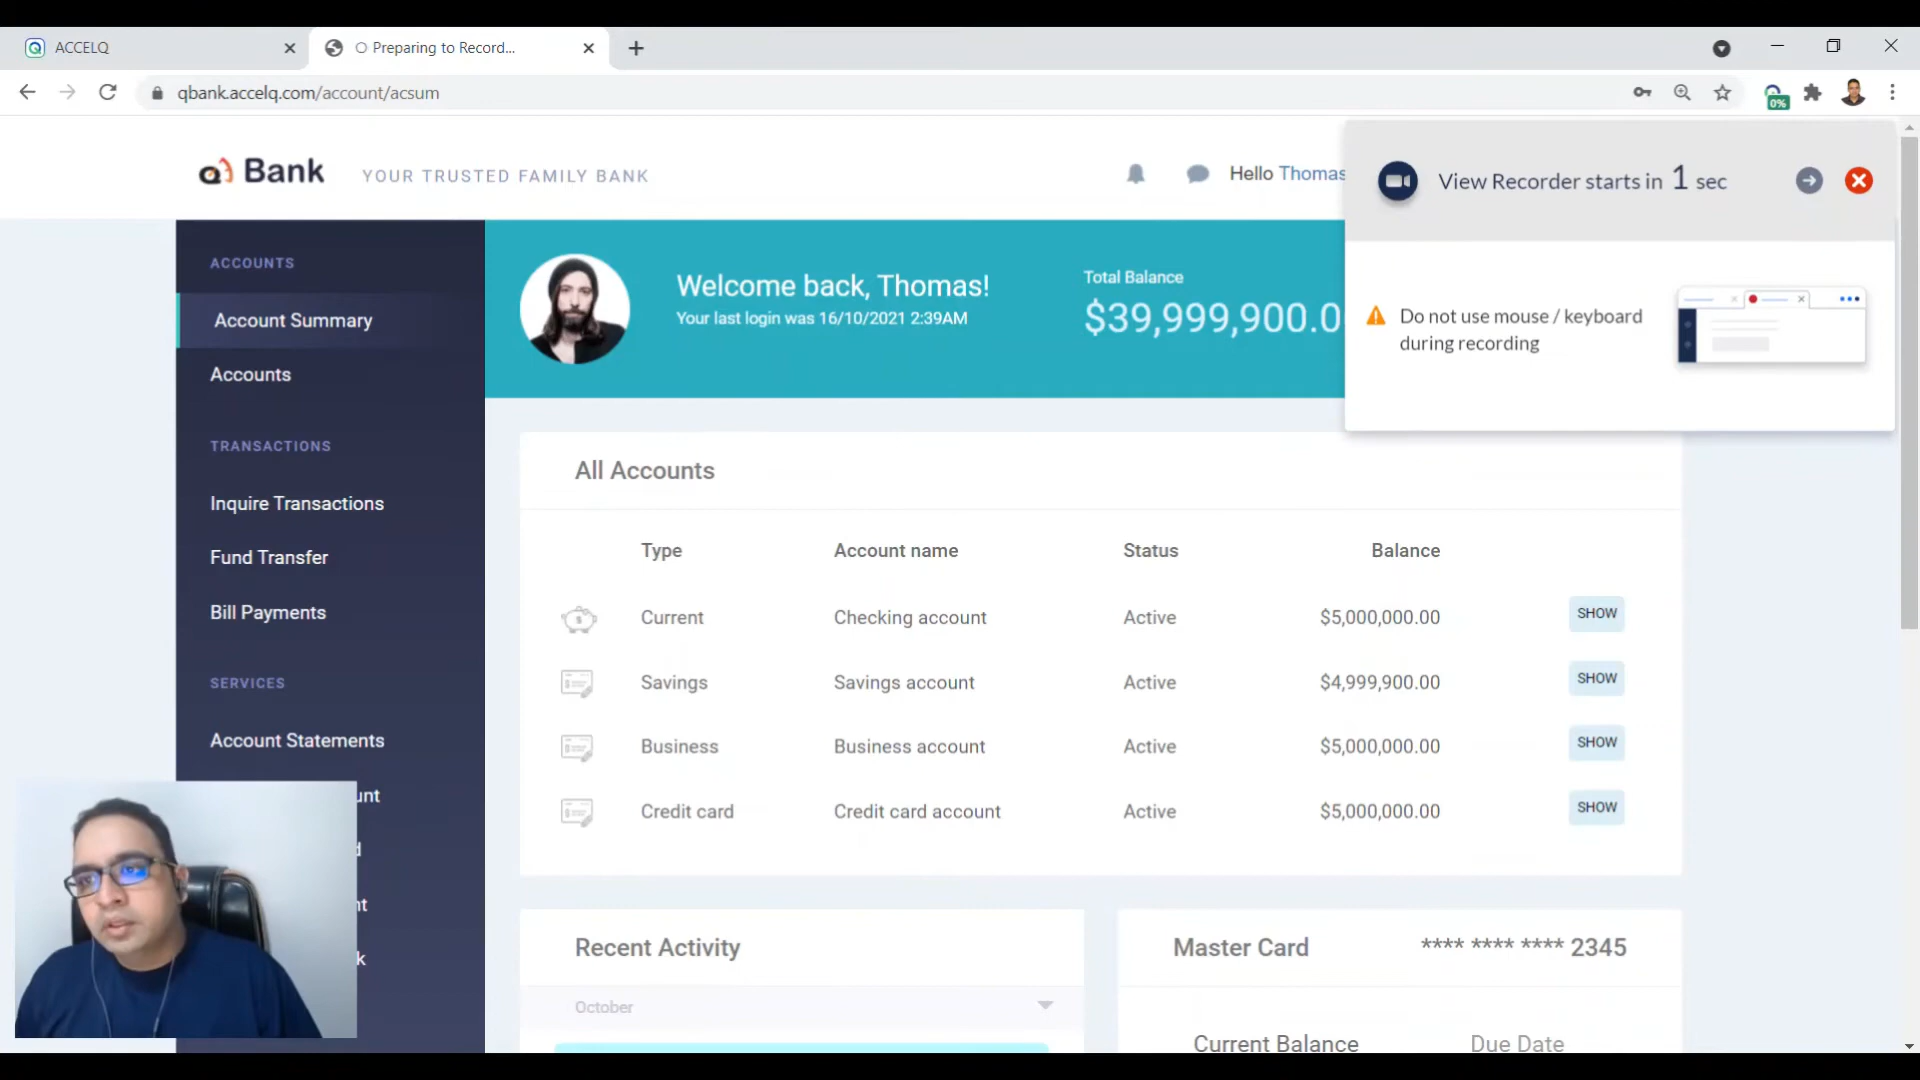 ACCELQ
Preparing to Record...
qbank.accelq.com/account/acsum
0%
Bank
YOUR TRUSTED FAMILY BANK
Hello Thomas
View Recorder starts in 1 sec
Do not use mouse / keyboard
during recording
ACCOUNTS
Account Summary
Accounts
TRANSACTIONS
Inquire Transactions
Fund Transfer
Bill Payments
SERVICES
Account Statements
unt
d
nt
k
Welcome back, Thomas!
Your last login was 16/10/2021 2:39AM
Total Balance
$39,999,900.0
All Accounts
Type Account name Status Balance
Current Checking account Active $5,000,000.00 SHOW
Savings Savings account Active $4,999,900.00 SHOW
Business Business account Active $5,000,000.00 SHOW
Credit card Credit card account Active $5,000,000.00 SHOW
Recent Activity
October
Master Card **** **** **** 2345
Current Balance Due Date